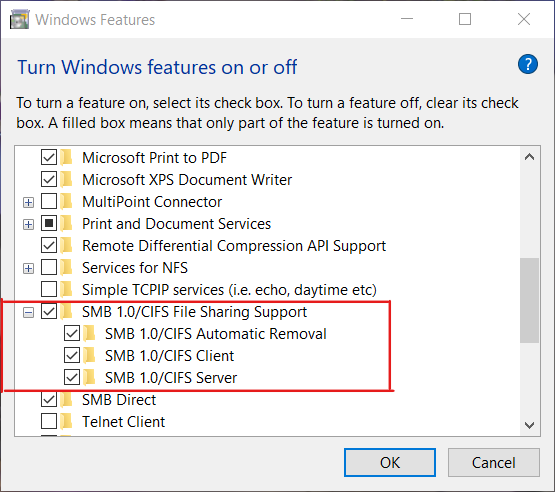 Windows Features
Turn Windows features on or off
To turn a feature on, select its check box. To turn a feature off, clear its check
box. A filled box means that only part of the feature is turned on.
Microsoft Print to PDF
Microsoft XPS Document Writer
MultiPoint Connector
Print and Document Services
Remote Differential Compression API Support
Services for NFS
Simple TCPIP services (i.e. echo, daytime etc)
SMB 1.0/CIFS File Sharing Support
SMB 1.0/CIFS Automatic Removal
SMB 1.0/CIFS Client
SMB 1.0/CIFS Server
SMB Direct
Telnet Client
OK
Cancel